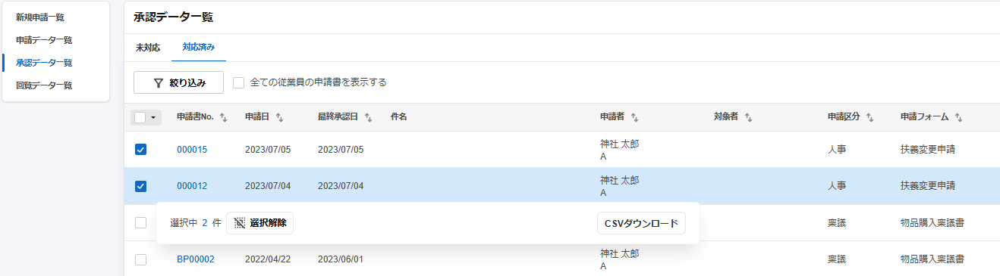 新規申請一覧
申請データ一覧
承認データ一覧
回覧データ一覧
承認データ一覧
未対応 対応済み
絞り込み 全ての従業員の申請書を表示する
申請書No. 申請日 最終承認日 件名 申請者 対象者 申請区分 申請フォーム
000015 2023/07/05 2023/07/05 神社 太郎 人事 扶養変更申請
A
000012 2023/07/04 2023/07/04 神社 太郎 人事 扶養変更申請
A
選択中 2 件 選択解除 CSVダウンロード 稟議 物品購入稟議書
BP00002 2022/04/22 2023/06/01 神社 太郎 稟議 物品購入稟議書
A